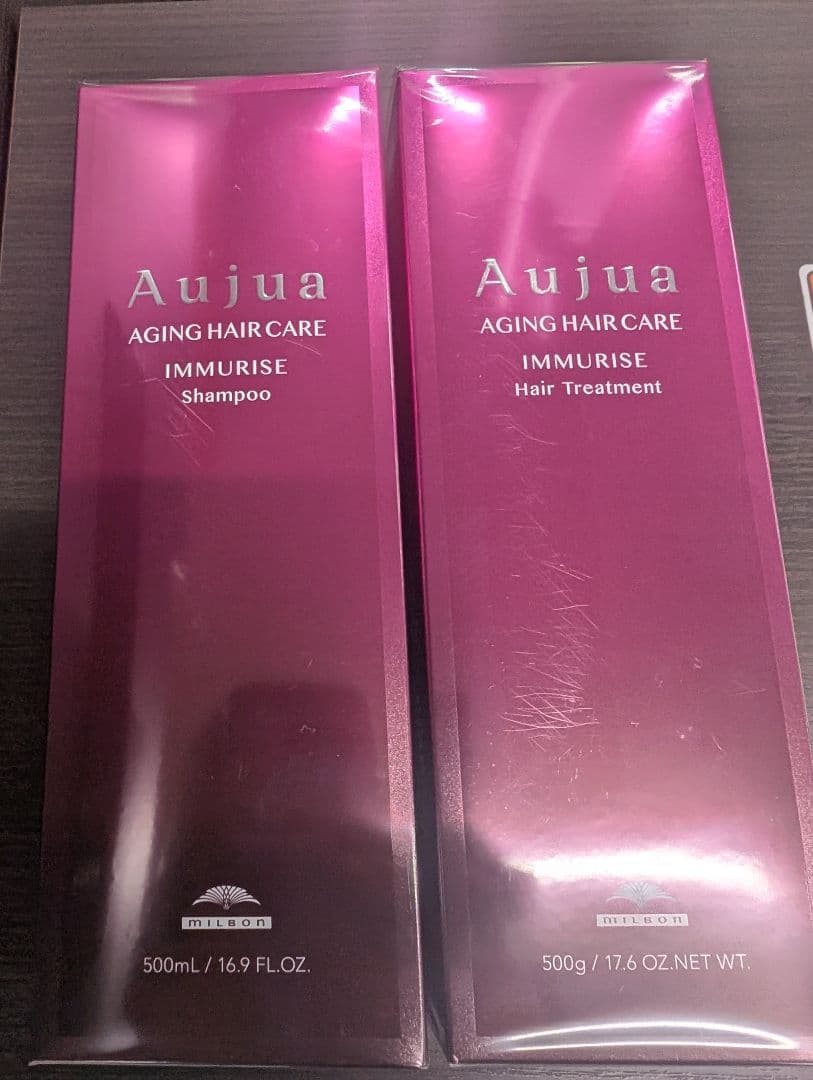 Aujua
AGING HAIR CARE
IMMURISE
Shampoo
MILBON
500mL / 16.9 FL.OZ.
Aujua
AGING HAIR CARE
IMMURISE
Hair Treatment
MILBON
500g / 17.6 OZ.NET WT.